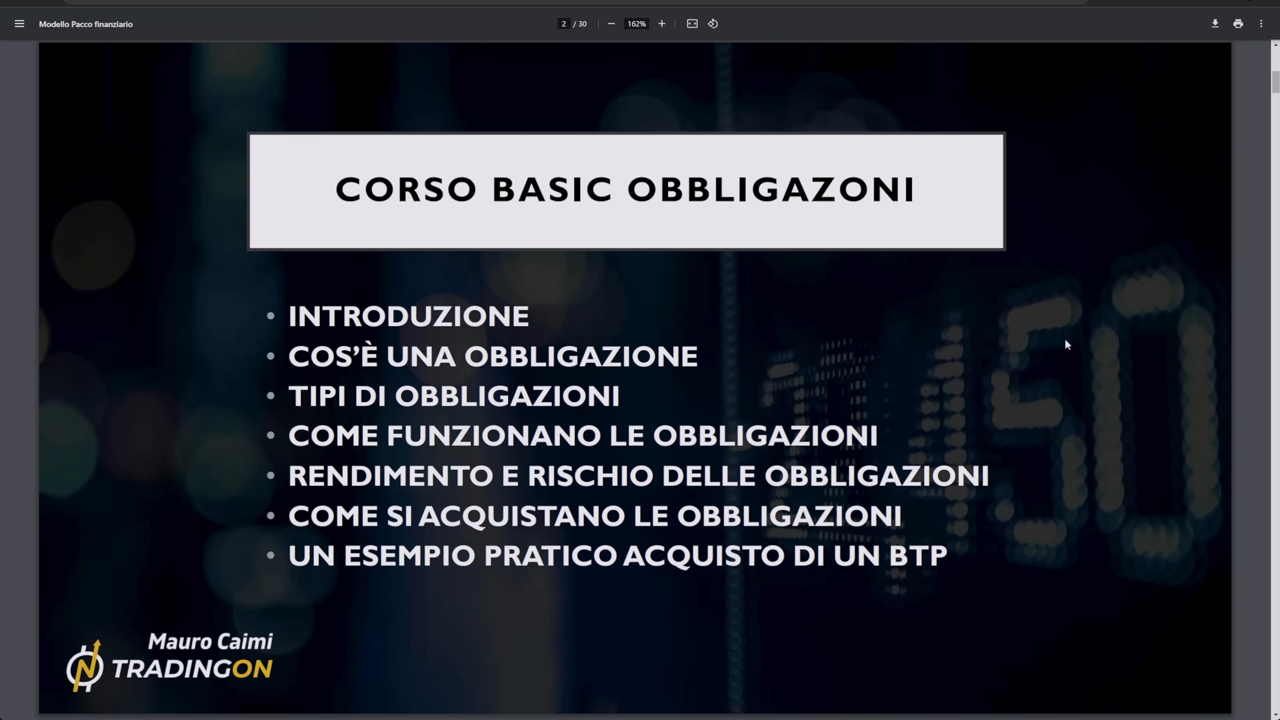 Modello Pacco finanziario
2 / 30
162%
CORSO BASIC OBBLIGAZONI
• INTRODUZIONE
• COS’È UNA OBBLIGAZIONE
• TIPI DI OBBLIGAZIONI
• COME FUNZIONANO LE OBBLIGAZIONI
• RENDIMENTO E RISCHIO DELLE OBBLIGAZIONI
• COME SI ACQUISTANO LE OBBLIGAZIONI
• UN ESEMPIO PRATICO ACQUISTO DI UN BTP
450
Mauro Caimi
TRADINGON